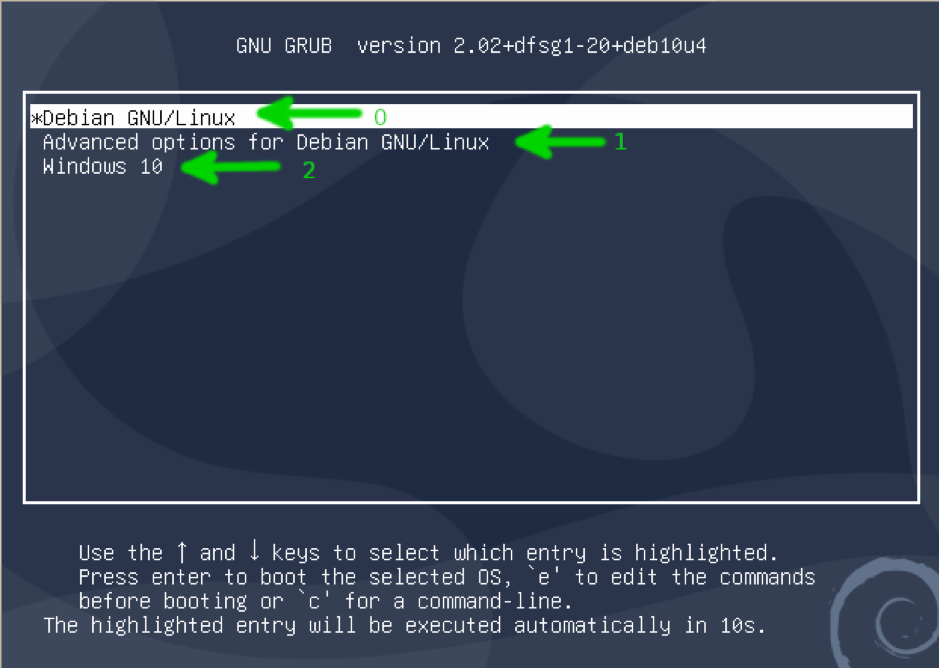 GNU GRUB version 2.02+dfsg1-20+deb10u4
*Debian GNU/Linux 0
Advanced options for Debian GNU/Linux 1
Windows 10 2
Use the ↑ and ↓ keys to select which entry is highlighted.
Press enter to boot the selected OS, `e' to edit the commands
before booting or `c' for a command-line.
The highlighted entry will be executed automatically in 10s.